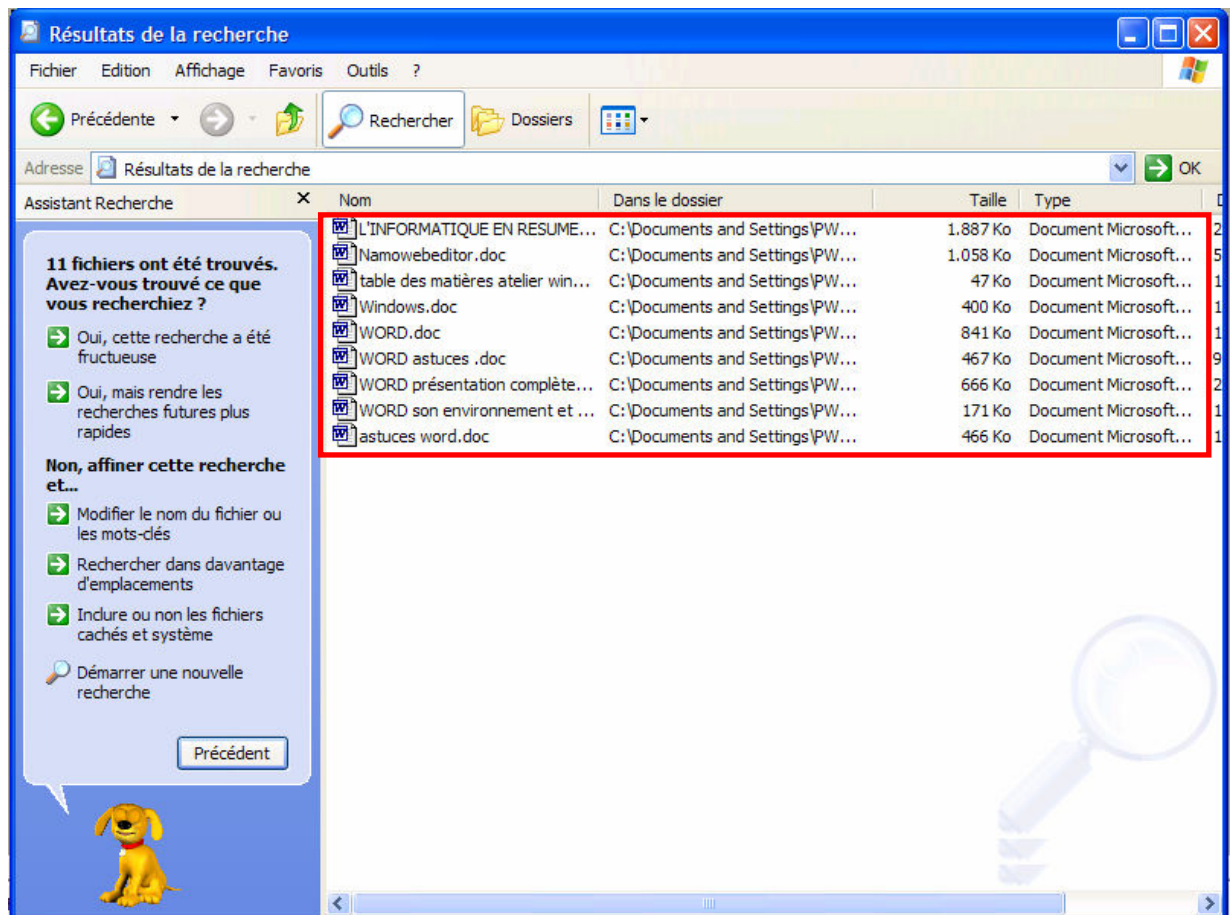 Résultats de la recherche
Fichier Edition Affichage Favoris Outils ?
Précédente Rechercher Dossiers
Adresse Résultats de la recherche OK
Assistant Recherche
11 fichiers ont été trouvés.
Avez-vous trouvé ce que
vous recherchiez ?
Oui, cette recherche a été
fructueuse
Oui, mais rendre les
recherches futures plus
rapides
Non, affiner cette recherche
et...
Modifier le nom du fichier ou
les mots-clés
Rechercher dans davantage
d'emplacements
Inclure ou non les fichiers
cachés et système
Démarrer une nouvelle
recherche
Précédent
Nom Dans le dossier Taille Type
L'INFORMATIQUE EN RESUME... C:\Documents and Settings\PW... 1.887 Ko Document Microsoft...
Namowebeditor.doc C:\Documents and Settings\PW... 1.058 Ko Document Microsoft...
table des matières atelier win... C:\Documents and Settings\PW... 47 Ko Document Microsoft...
Windows.doc C:\Documents and Settings\PW... 400 Ko Document Microsoft...
WORD.doc C:\Documents and Settings\PW... 841 Ko Document Microsoft...
WORD astuces .doc C:\Documents and Settings\PW... 467 Ko Document Microsoft...
WORD présentation complète... C:\Documents and Settings\PW... 666 Ko Document Microsoft...
WORD son environnement et ... C:\Documents and Settings\PW... 171 Ko Document Microsoft...
astuces word.doc C:\Documents and Settings\PW... 466 Ko Document Microsoft...